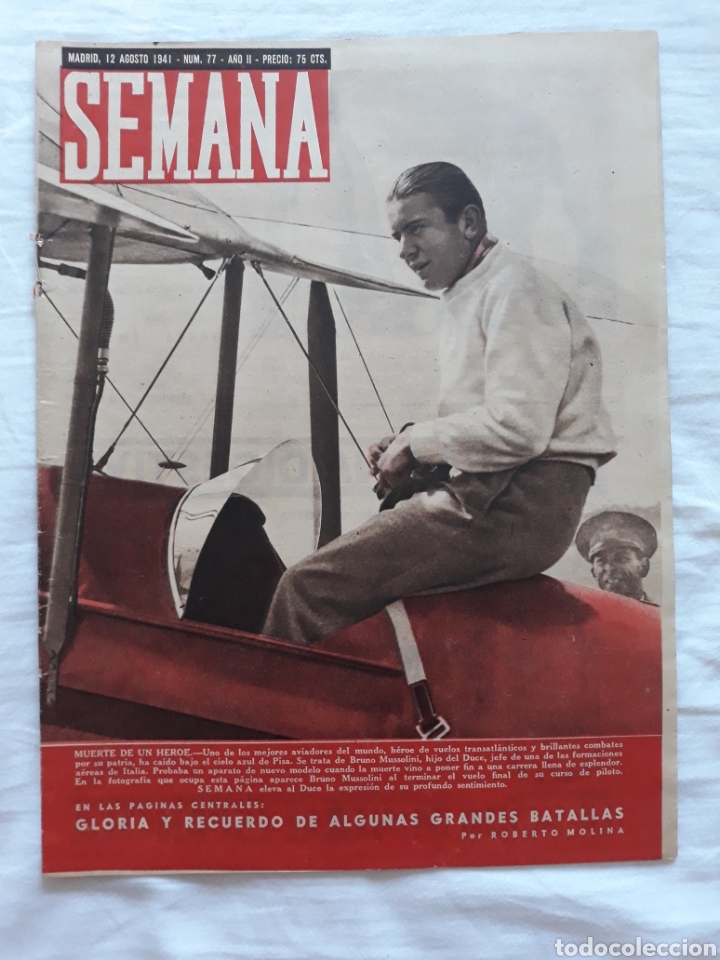 MADRID, 12 AGOSTO 1941 - NUM. 77 - AÑO II - PRECIO: 75 CTS.
SEMANA
MUERTE DE UN HEROE.—Uno de los mejores aviadores del mundo, héroe de vuelos transatlánticos y brillantes combates
por su patria, ha caído bajo el cielo azul de Pisa. Se trata de Bruno Mussolini, hijo del Duce, jefe de una de las formaciones
aéreas de Italia. Probaba un aparato de nuevo modelo cuando la muerte vino a poner fin a una carrera llena de esplendor.
En la fotografía que ocupa esta página aparece Bruno Mussolini al terminar el vuelo final de su curso de piloto.
SEMANA eleva al Duce la expresión de su profundo sentimiento.
EN LAS PAGINAS CENTRALES:
GLORIA Y RECUERDO DE ALGUNAS GRANDES BATALLAS
Por ROBERTO MOLINA
todocoleccion